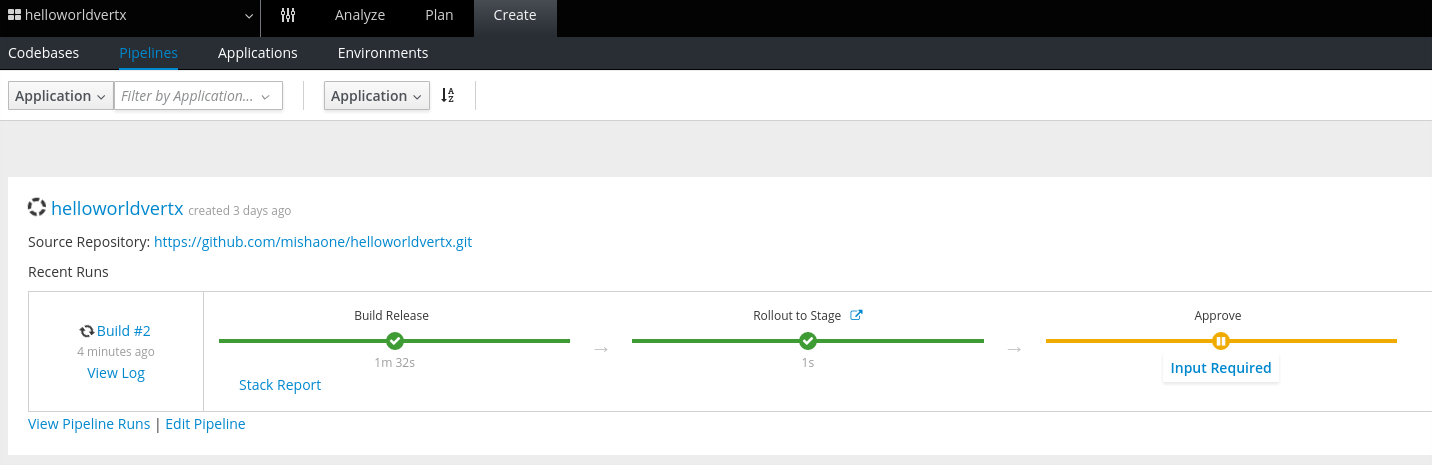 helloworldvertx Analyze Plan Create
Codebases Pipelines Applications Environments
Application Filter by Application... Application
helloworldvertx created 3 days ago
Source Repository: https://github.com/mishaone/helloworldvertx.git
Recent Runs
Build Release Rollout to Stage Approve
Build #2
4 minutes ago
View Log
1m 32s 1s
Input Required
Stack Report
View Pipeline Runs | Edit Pipeline